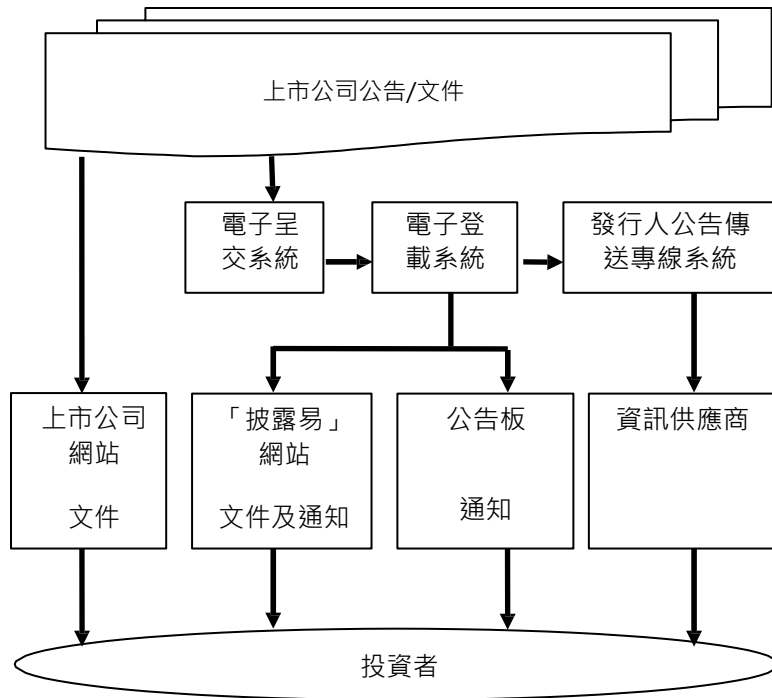 上市公司公告/文件
電子呈
交系統
電子登
載系統
發行人公告傳
送專線系統
上市公司
網站
文件
「披露易」
網站
文件及通知
公告板
通知
資訊供應商
投資者